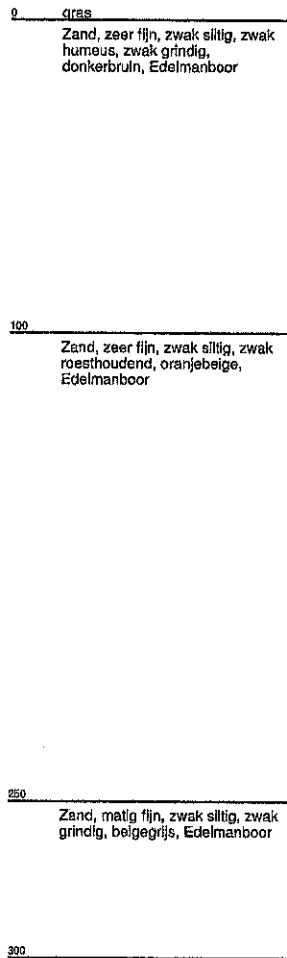 0 gras
Zand, zeer fijn, zwak siltig, zwak
humeus, zwak grindig,
donkerbruin, Edelmanboor
100
Zand, zeer fijn, zwak siltig, zwak
roesthoudend, oranjebeige,
Edelmanboor
250
Zand, matig fijn, zwak siltig, zwak
grindig, beigegrijs, Edelmanboor
300